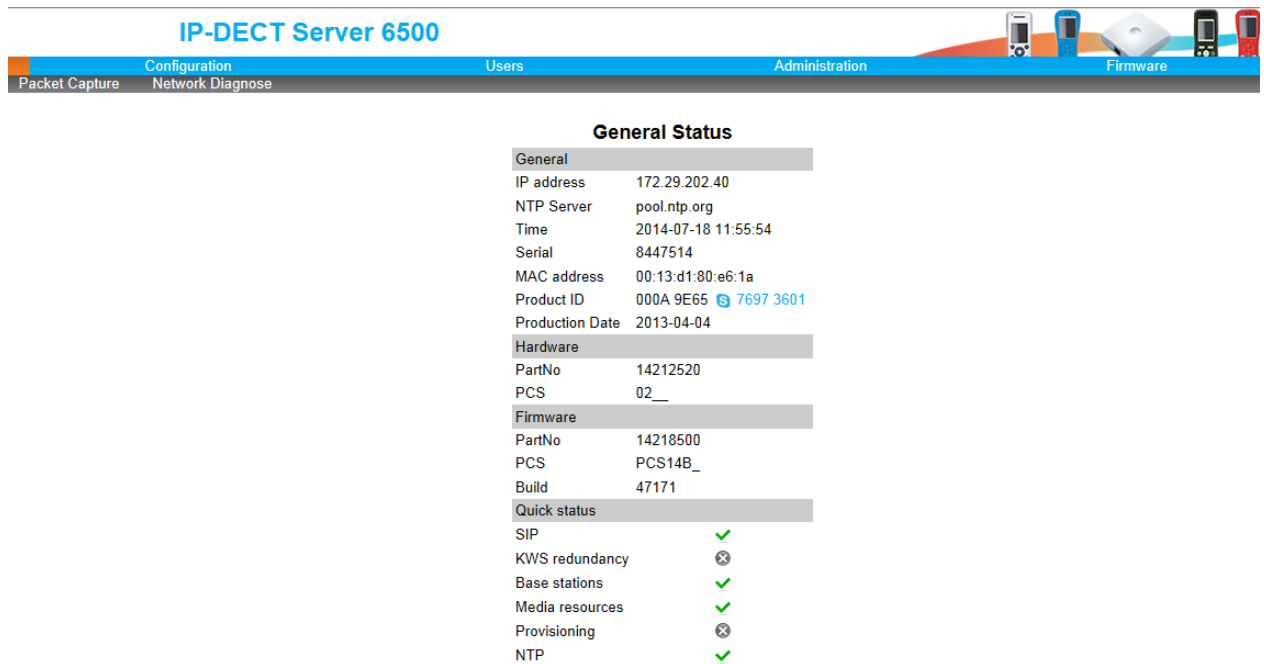 IP-DECT Server 6500
Configuration Users Administration Firmware
Packet Capture Network Diagnose
General Status
General
IP address 172.29.202.40
NTP Server pool.ntp.org
Time 2014-07-18 11:55:54
Serial 8447514
MAC address 00:13:d1:80:e6:1a
Product ID 000A 9E65 7697 3601
Production Date 2013-04-04
Hardware
PartNo 14212520
PCS 02__
Firmware
PartNo 14218500
PCS PCS14B_
Build 47171
Quick status
SIP
KWS redundancy
Base stations
Media resources
Provisioning
NTP